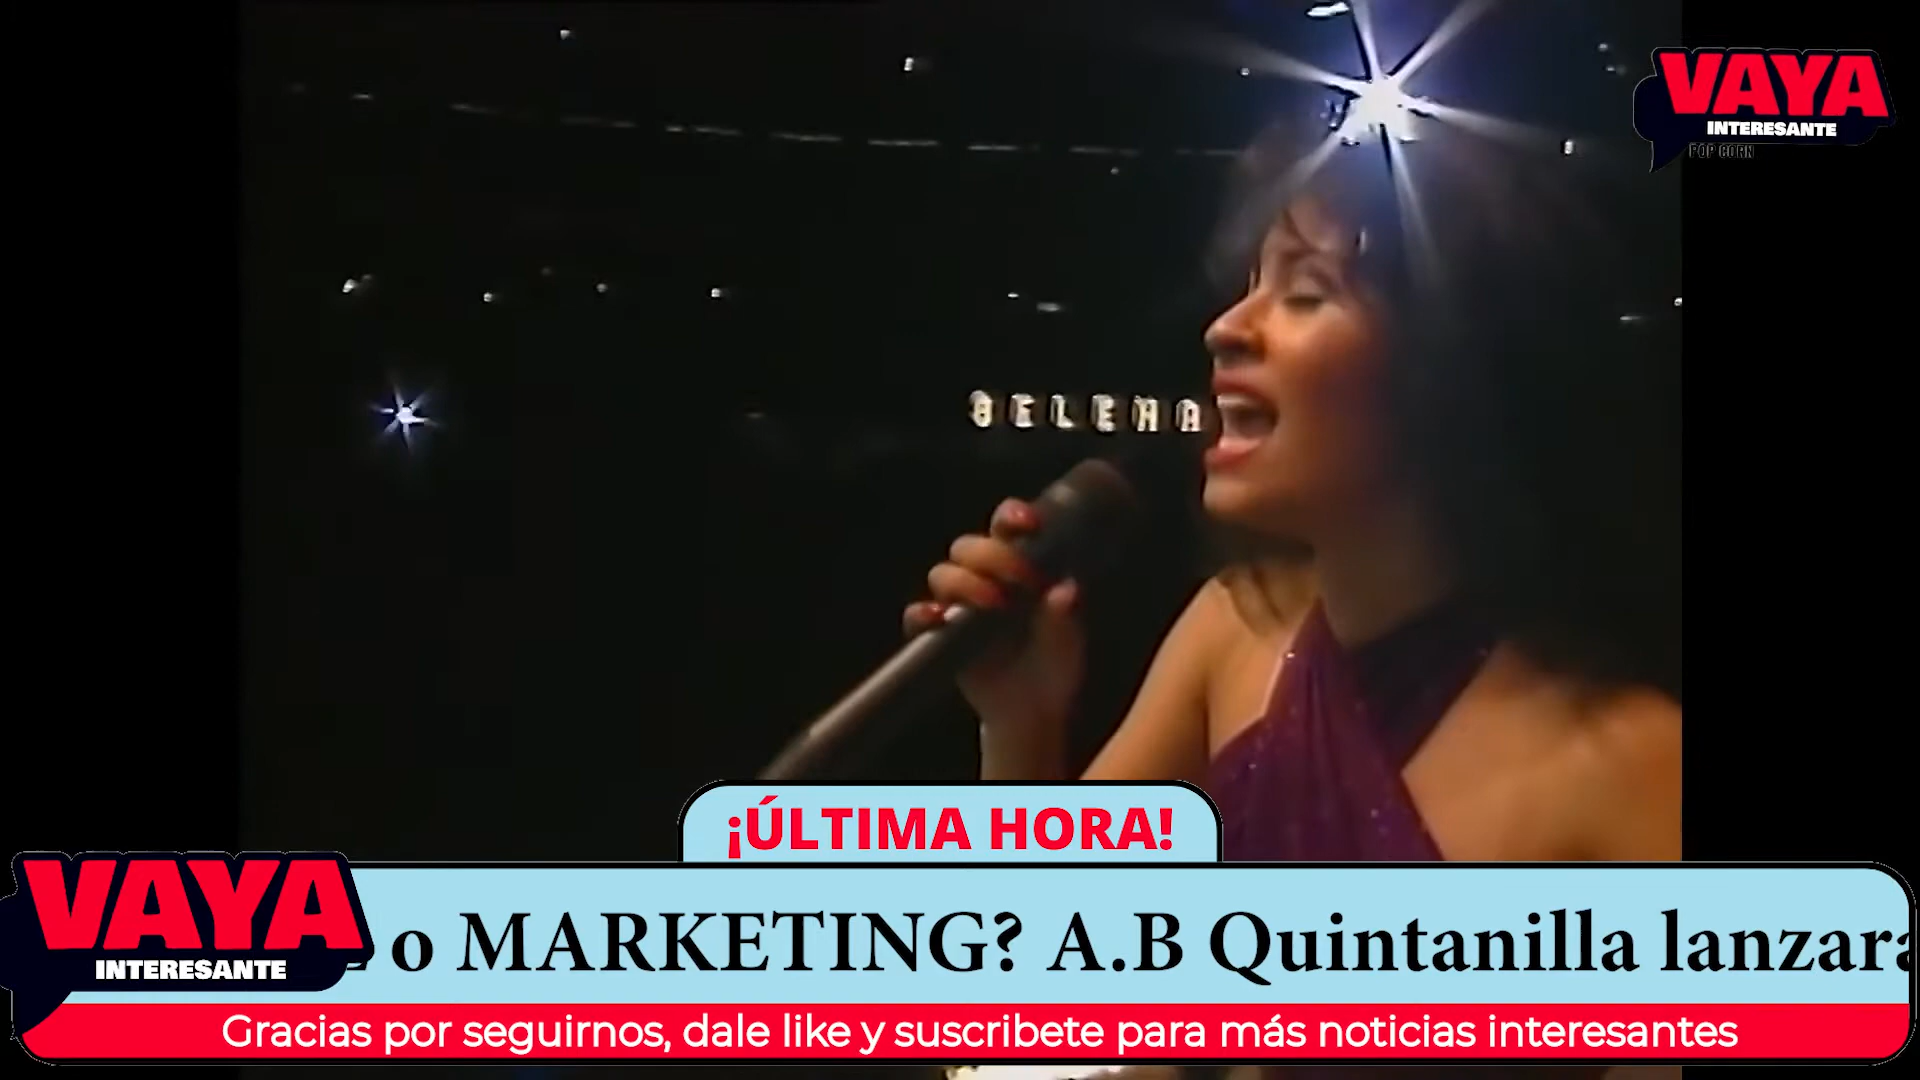 VAYA
INTERESANTE
POP CORN
SELENA
¡ÚLTIMA HORA!
VAYA
INTERESANTE
o MARKETING? A.B Quintanilla lanzara
Gracias por seguirnos, dale like y suscribete para más noticias interesantes